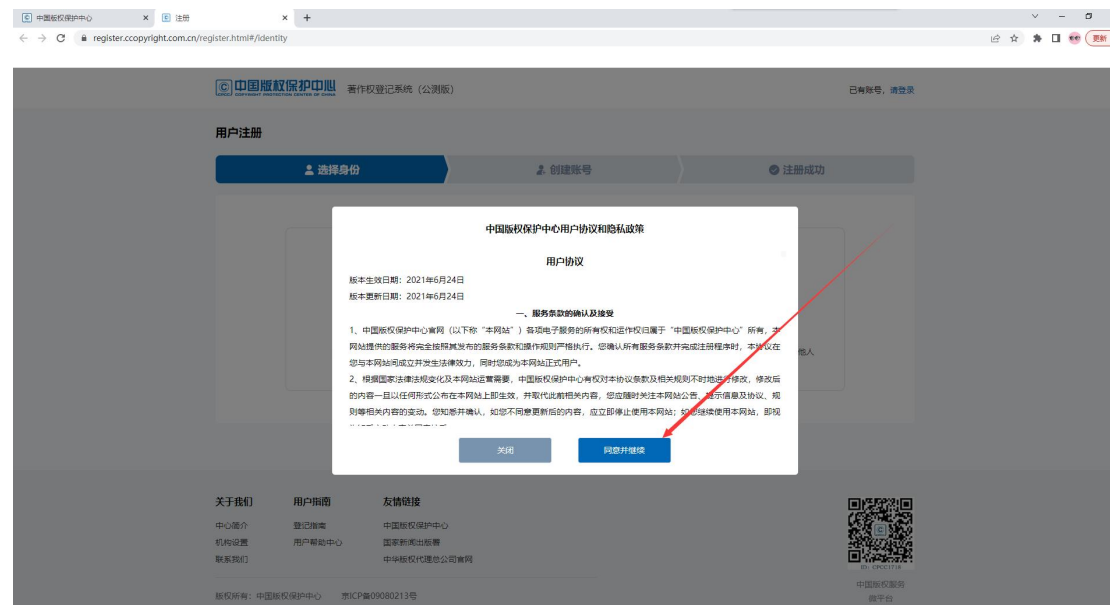 中国版权保护中心
注册
register.ccopyright.com.cn/register.html#/identity
更新
中国版权保护中心
COPYRIGHT PROTECTION CENTER OF CHINA
著作权登记系统（公测版）
已有账号，请登录
用户注册
选择身份
创建账号
注册成功
中国版权保护中心用户协议和隐私政策
用户协议
版本生效日期：2021年6月24日
版本更新日期：2021年6月24日
一、服务条款的确认及接受
1、中国版权保护中心官网（以下称“本网站”）各项电子服务的所有权和运作权归属于“中国版权保护中心”所有，本
网站提供的服务将完全按照其发布的服务条款和操作规则严格执行。您确认所有服务条款并完成注册程序时，本协议在
您与本网站间成立并发生法律效力，同时您成为本网站正式用户。
2、根据国家法律法规变化及本网站运营需要，中国版权保护中心有权对本协议条款及相关规则不时地进行修改，修改后
的内容一旦以任何形式公布在本网站上即生效，并取代此前相关内容，您应随时关注本网站公告、提示信息及协议、规
则等相关内容的变动。您知悉并确认，如您不同意更新后的内容，应立即停止使用本网站；如您继续使用本网站，即视
他人
关闭
同意并继续
关于我们
用户指南
友情链接
中心简介
登记指南
中国版权保护中心
机构设置
用户帮助中心
国家新闻出版署
联系我们
中华版权代理总公司官网
ID: CPCC1718
中国版权服务
微平台
版权所有：中国版权保护中心
京ICP备09080213号